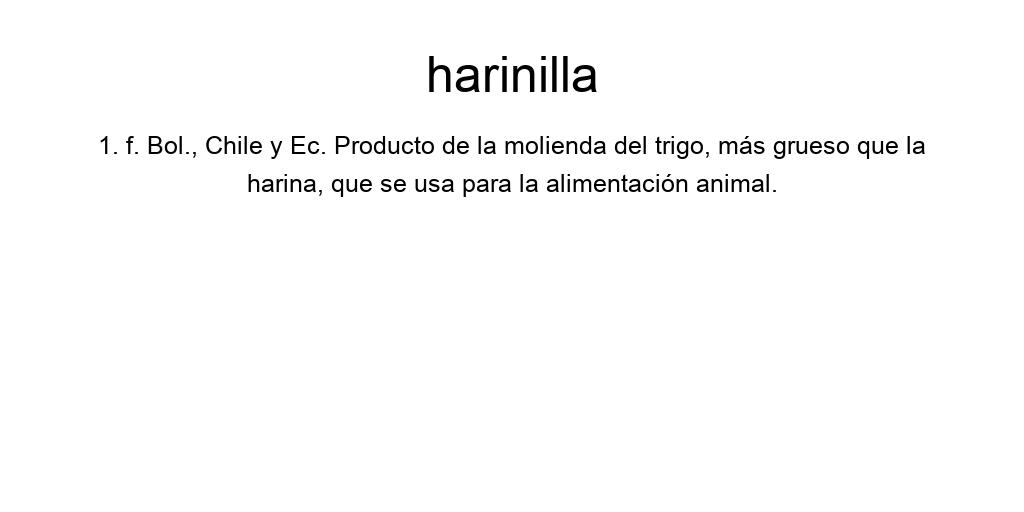 harinilla
1. f. Bol., Chile y Ec. Producto de la molienda del trigo, más grueso que la
harina, que se usa para la alimentación animal.